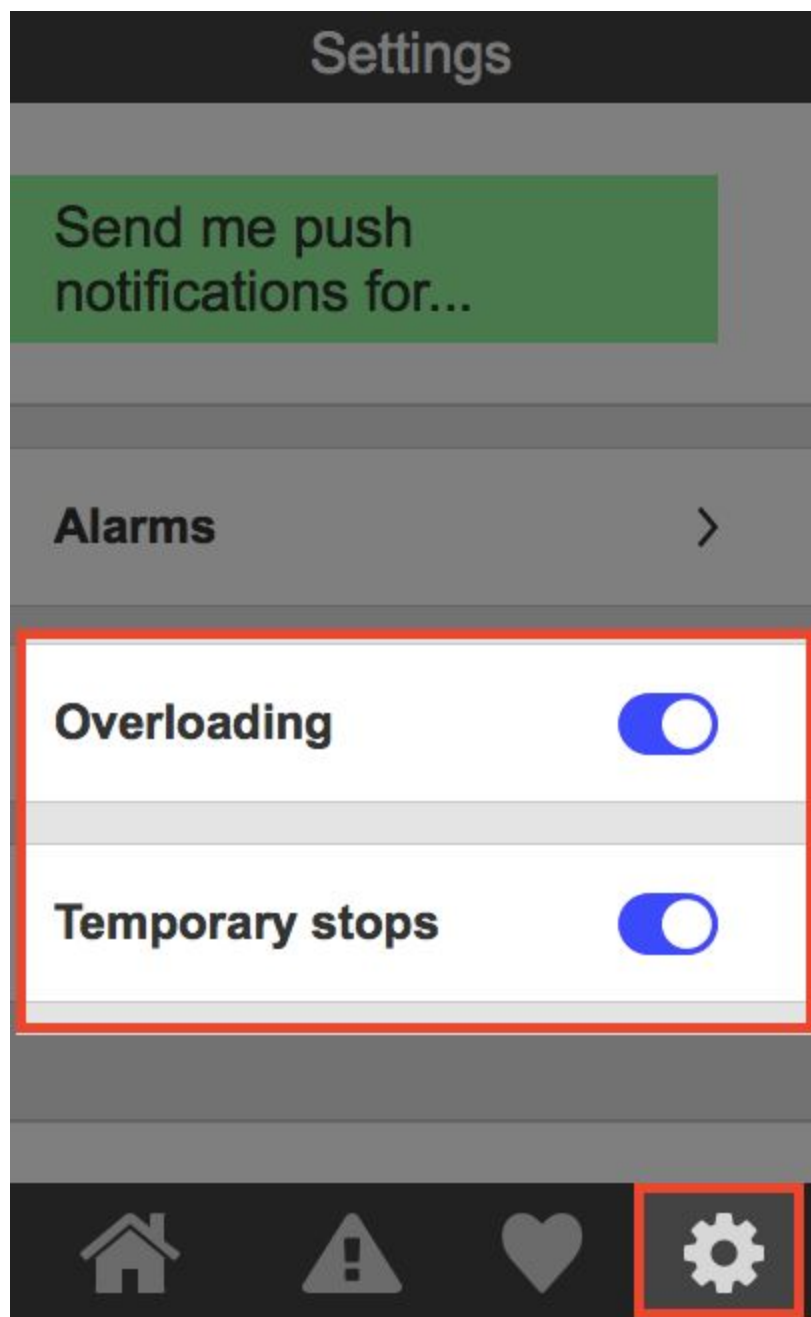 Settings
Send me push
notifications for...
Alarms
Overloading
Temporary stops